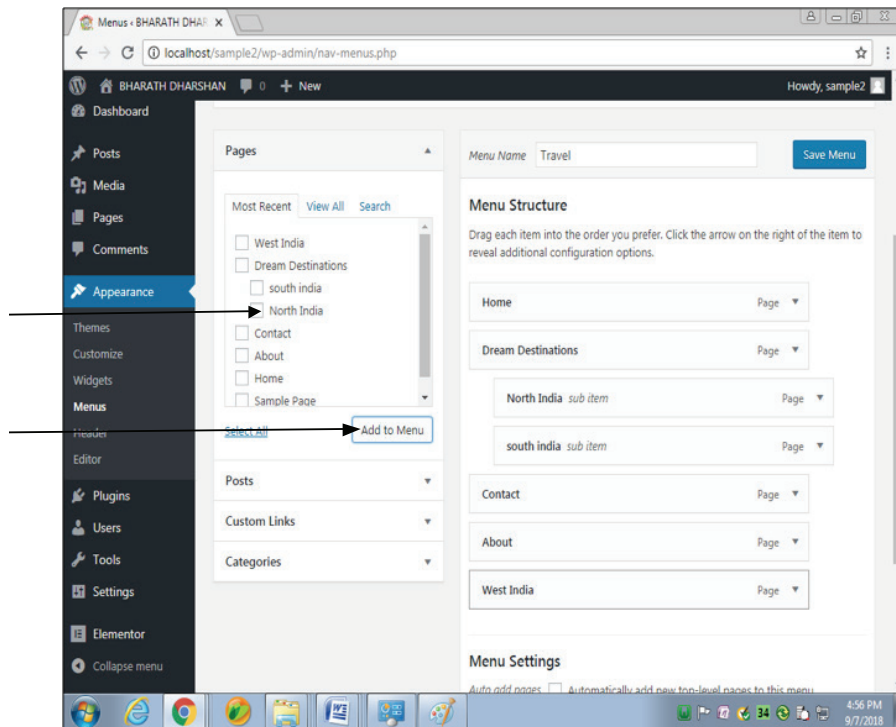 Menus ‹ BHARATH DHAR
localhost/sample2/wp-admin/nav-menus.php
BHARATH DHARSHAN 0 + New
Howdy, sample2
Dashboard
Posts
Media
Pages
Comments
Appearance
Themes
Customize
Widgets
Menus
Header
Editor
Plugins
Users
Tools
Settings
Elementor
Collapse menu
Pages
Most Recent View All Search
West India
Dream Destinations
south india
North India
Contact
About
Home
Sample Page
Select All
Add to Menu
Posts
Custom Links
Categories
Menu Name Travel
Save Menu
Menu Structure
Drag each item into the order you prefer. Click the arrow on the right of the item to
reveal additional configuration options.
Home Page
Dream Destinations Page
North India sub item Page
south india sub item Page
Contact Page
About Page
West India Page
Menu Settings
Auto add pages Automatically add new top-level pages to this menu
34
4:56 PM
9/7/2016